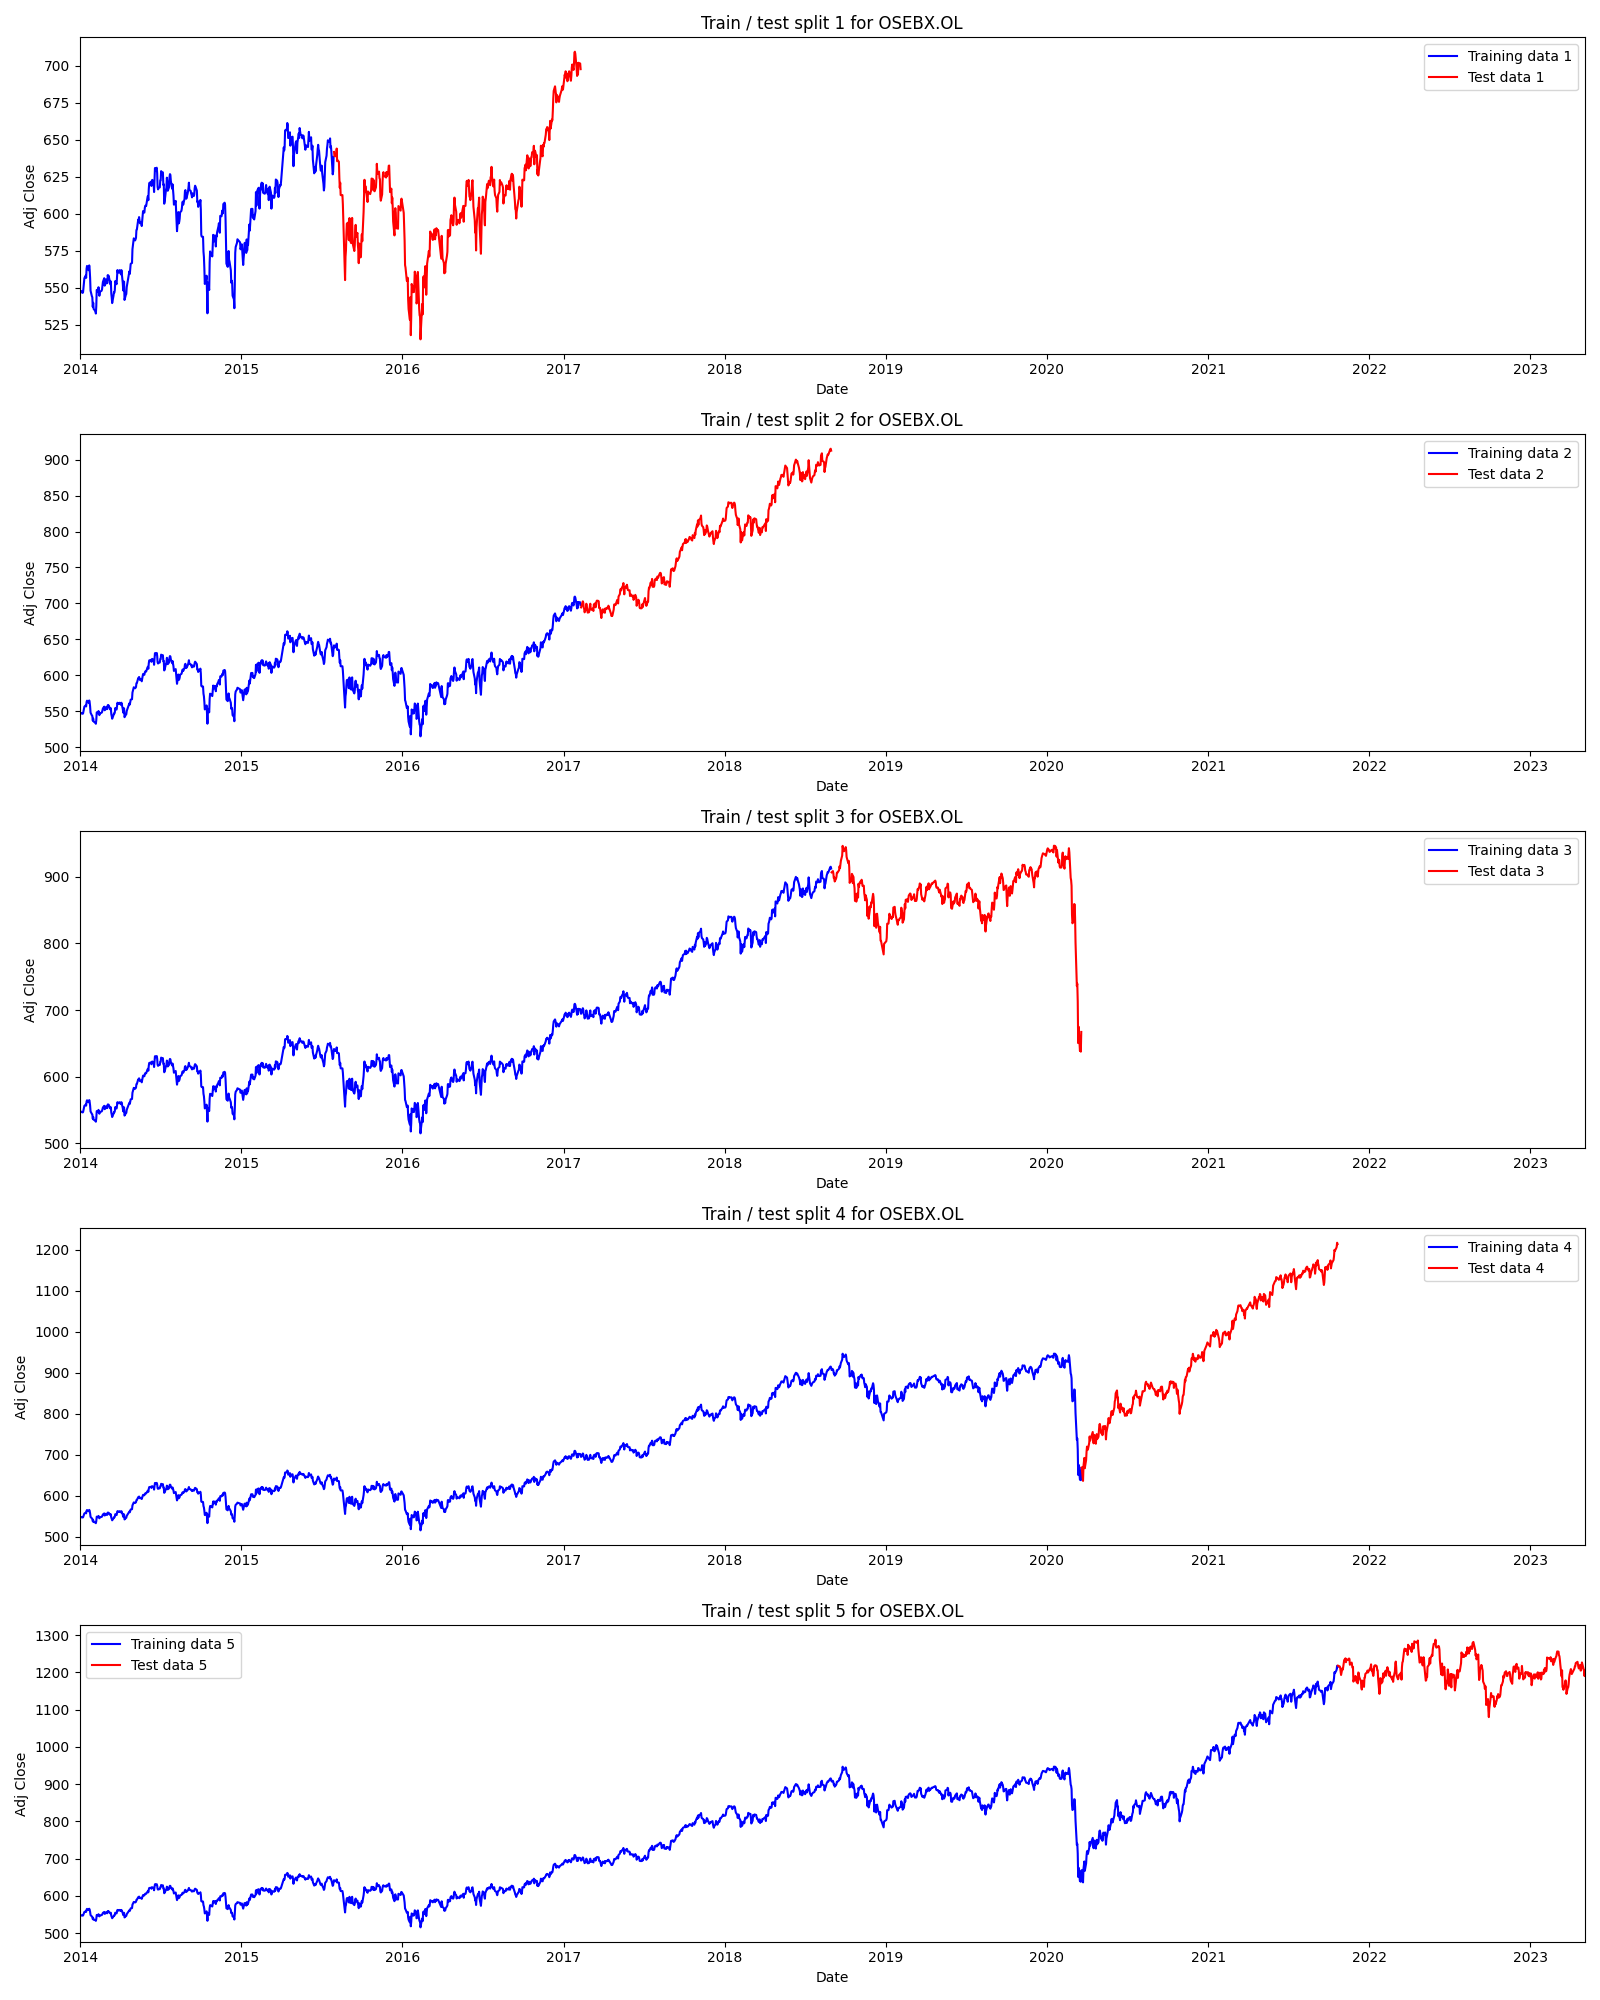 Train / test split 1 for OSEBX.OL
Training data 1
Test data 1
700
675
650
625
600
575
550
525
Adj Close
2014 2015 2016 2017 2018 2019 2020 2021 2022 2023
Date
Train / test split 2 for OSEBX.OL
Training data 2
Test data 2
900
850
800
750
700
650
600
550
500
Adj Close
2014 2015 2016 2017 2018 2019 2020 2021 2022 2023
Date
Train / test split 3 for OSEBX.OL
Training data 3
Test data 3
900
800
700
600
500
Adj Close
2014 2015 2016 2017 2018 2019 2020 2021 2022 2023
Date
Train / test split 4 for OSEBX.OL
Training data 4
Test data 4
1200
1100
1000
900
800
700
600
500
Adj Close
2014 2015 2016 2017 2018 2019 2020 2021 2022 2023
Date
Train / test split 5 for OSEBX.OL
Training data 5
Test data 5
1300
1200
1100
1000
900
800
700
600
500
Adj Close
2014 2015 2016 2017 2018 2019 2020 2021 2022 2023
Date